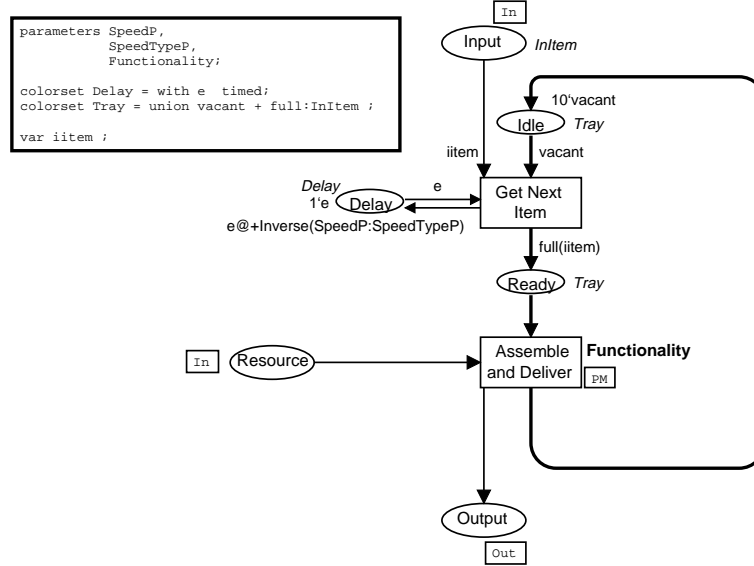 parameters SpeedP,
SpeedTypeP,
Functionality;
colorset Delay = with e timed;
colorset Tray = union vacant + full:InItem ;
var iitem ;
In
Input
InItem
10‘vacant
Idle
Tray
iitem
vacant
Delay
1‘e
Delay
e
Get Next
Item
e@+Inverse(SpeedP:SpeedTypeP)
full(iitem)
Ready
Tray
In
Resource
Assemble
and Deliver
Functionality
PM
Output
Out